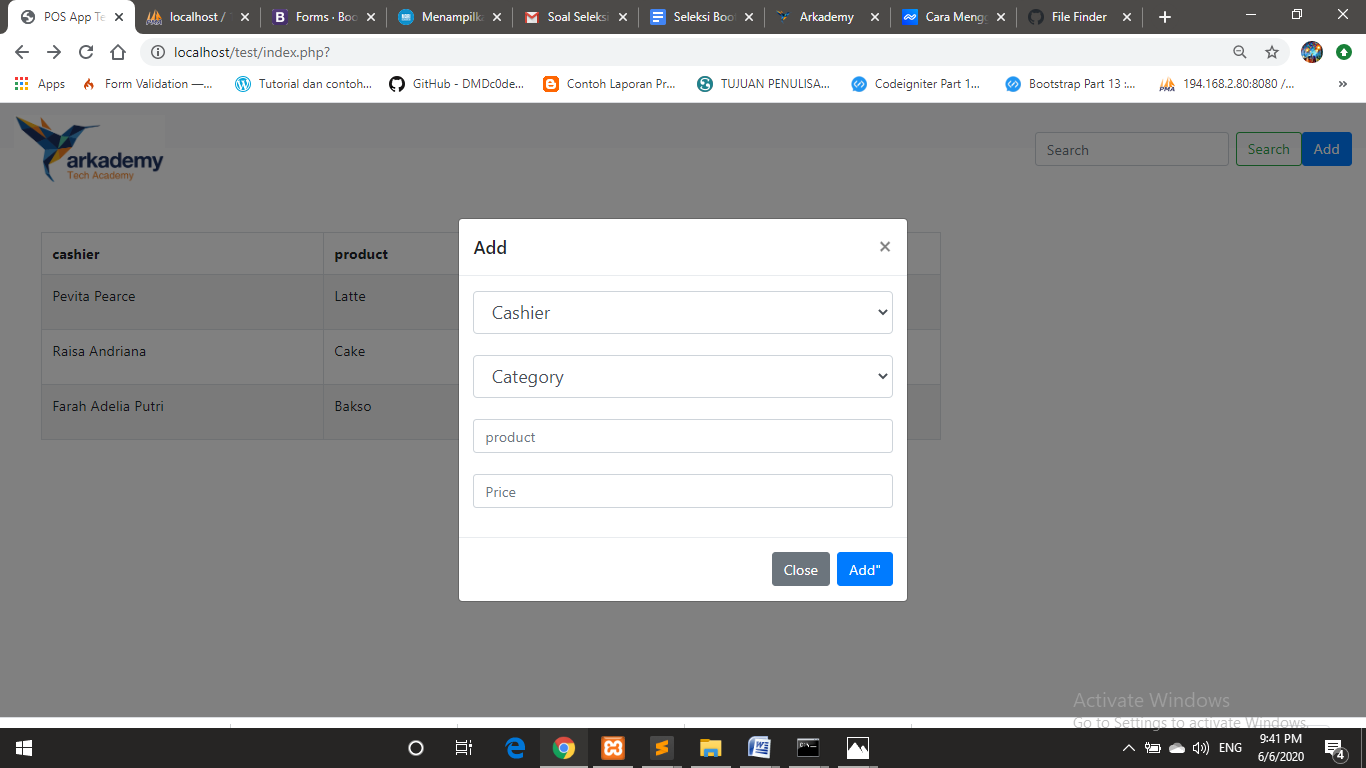 POS App Te
localhost /
Forms · Boo
Menampilka
Soal Seleksi
Seleksi Boot
Arkademy
Cara Mengg
File Finder
localhost/test/index.php?
Apps
Form Validation —...
Tutorial dan contoh...
GitHub - DMDc0de...
Contoh Laporan Pr...
TUJUAN PENULISA...
Codeigniter Part 1...
Bootstrap Part 13 :...
194.168.2.80:8080 /...
»
arkademy
Tech Academy
Search
Search
Add
cashier
product
Pevita Pearce
Latte
Raisa Andriana
Cake
Farah Adelia Putri
Bakso
Add
×
Cashier
Category
product
Price
Close
Add"
Activate Windows
Go to Settings to activate Windows.
ENG
9:41 PM
6/6/2020
4